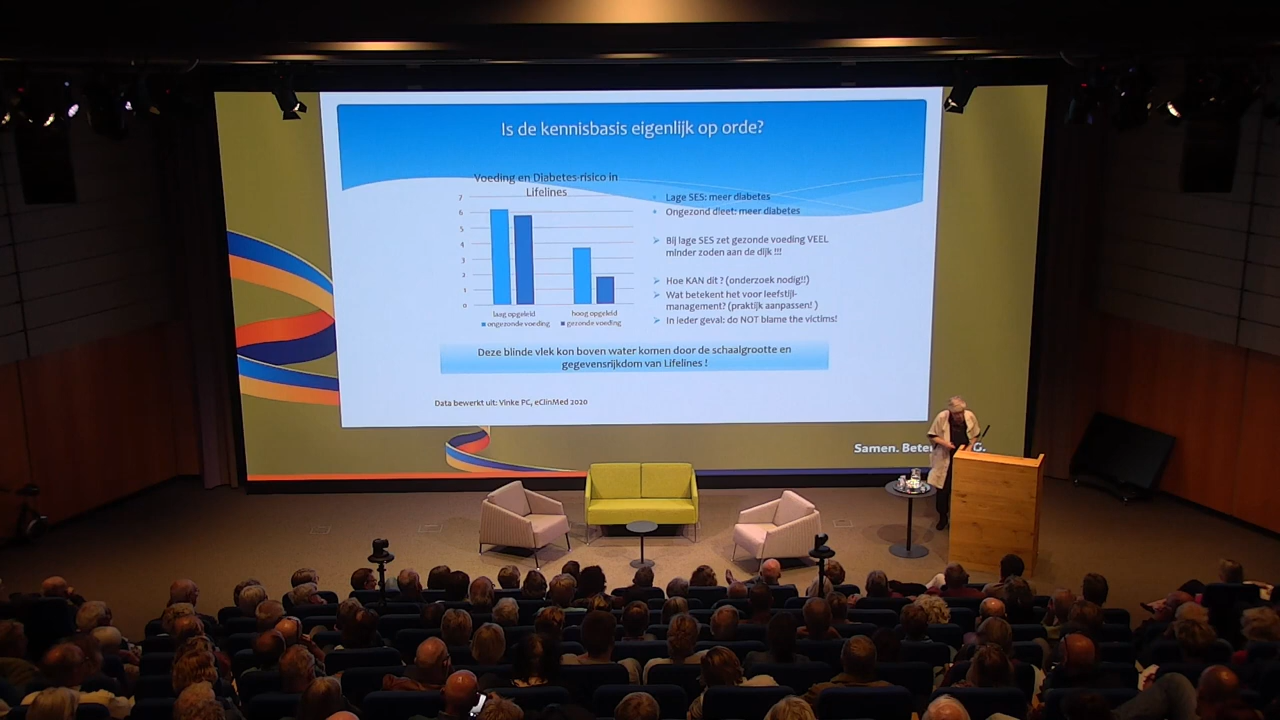 Is de kennisbasis eigenlijk op orde?
Voeding en Diabetes-risico in
Lifelines
7
6
5
4
3
2
1
0
laag opgeleid
hoog opgeleid
ongezonde voeding
gezonde voeding
Lage SES: meer diabetes
Ongezond dieet: meer diabetes
Bij lage SES zet gezonde voeding VEEL
minder zoden aan de dijk !!!
Hoe KAN dit ? (onderzoek nodig!!)
Wat betekent het voor leefstijl-
management? (praktijk aanpassen! )
In ieder geval: do NOT blame the victims!
Deze blinde vlek kon boven water komen door de schaalgrootte en
gegevensrijkdom van Lifelines !
Data bewerkt uit: Vinke PC, eClinMed 2020
Samen.